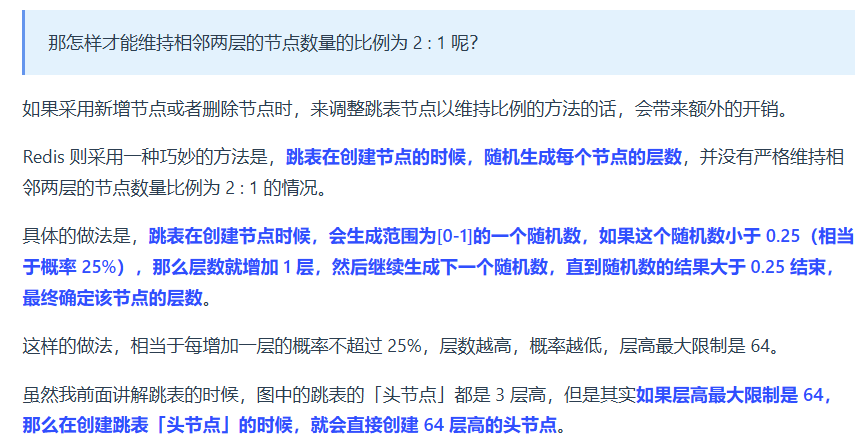 那怎样才能维持相邻两层的节点数量的比例为 2 : 1 呢？
如果采用新增节点或者删除节点时，来调整跳表节点以维持比例的方法的话，会带来额外的开销。
Redis 则采用一种巧妙的方法是，跳表在创建节点的时候，随机生成每个节点的层数，并没有严格维持相
邻两层的节点数量比例为 2 : 1 的情况。
具体的做法是，跳表在创建节点时候，会生成范围为[0-1]的一个随机数，如果这个随机数小于 0.25（相当
于概率 25%），那么层数就增加 1 层，然后继续生成下一个随机数，直到随机数的结果大于 0.25 结束，
最终确定该节点的层数。
这样的做法，相当于每增加一层的概率不超过 25%，层数越高，概率越低，层高最大限制是 64。
虽然我前面讲解跳表的时候，图中的跳表的「头节点」都是 3 层高，但是其实如果层高最大限制是 64，
那么在创建跳表「头节点」的时候，就会直接创建 64 层高的头节点。